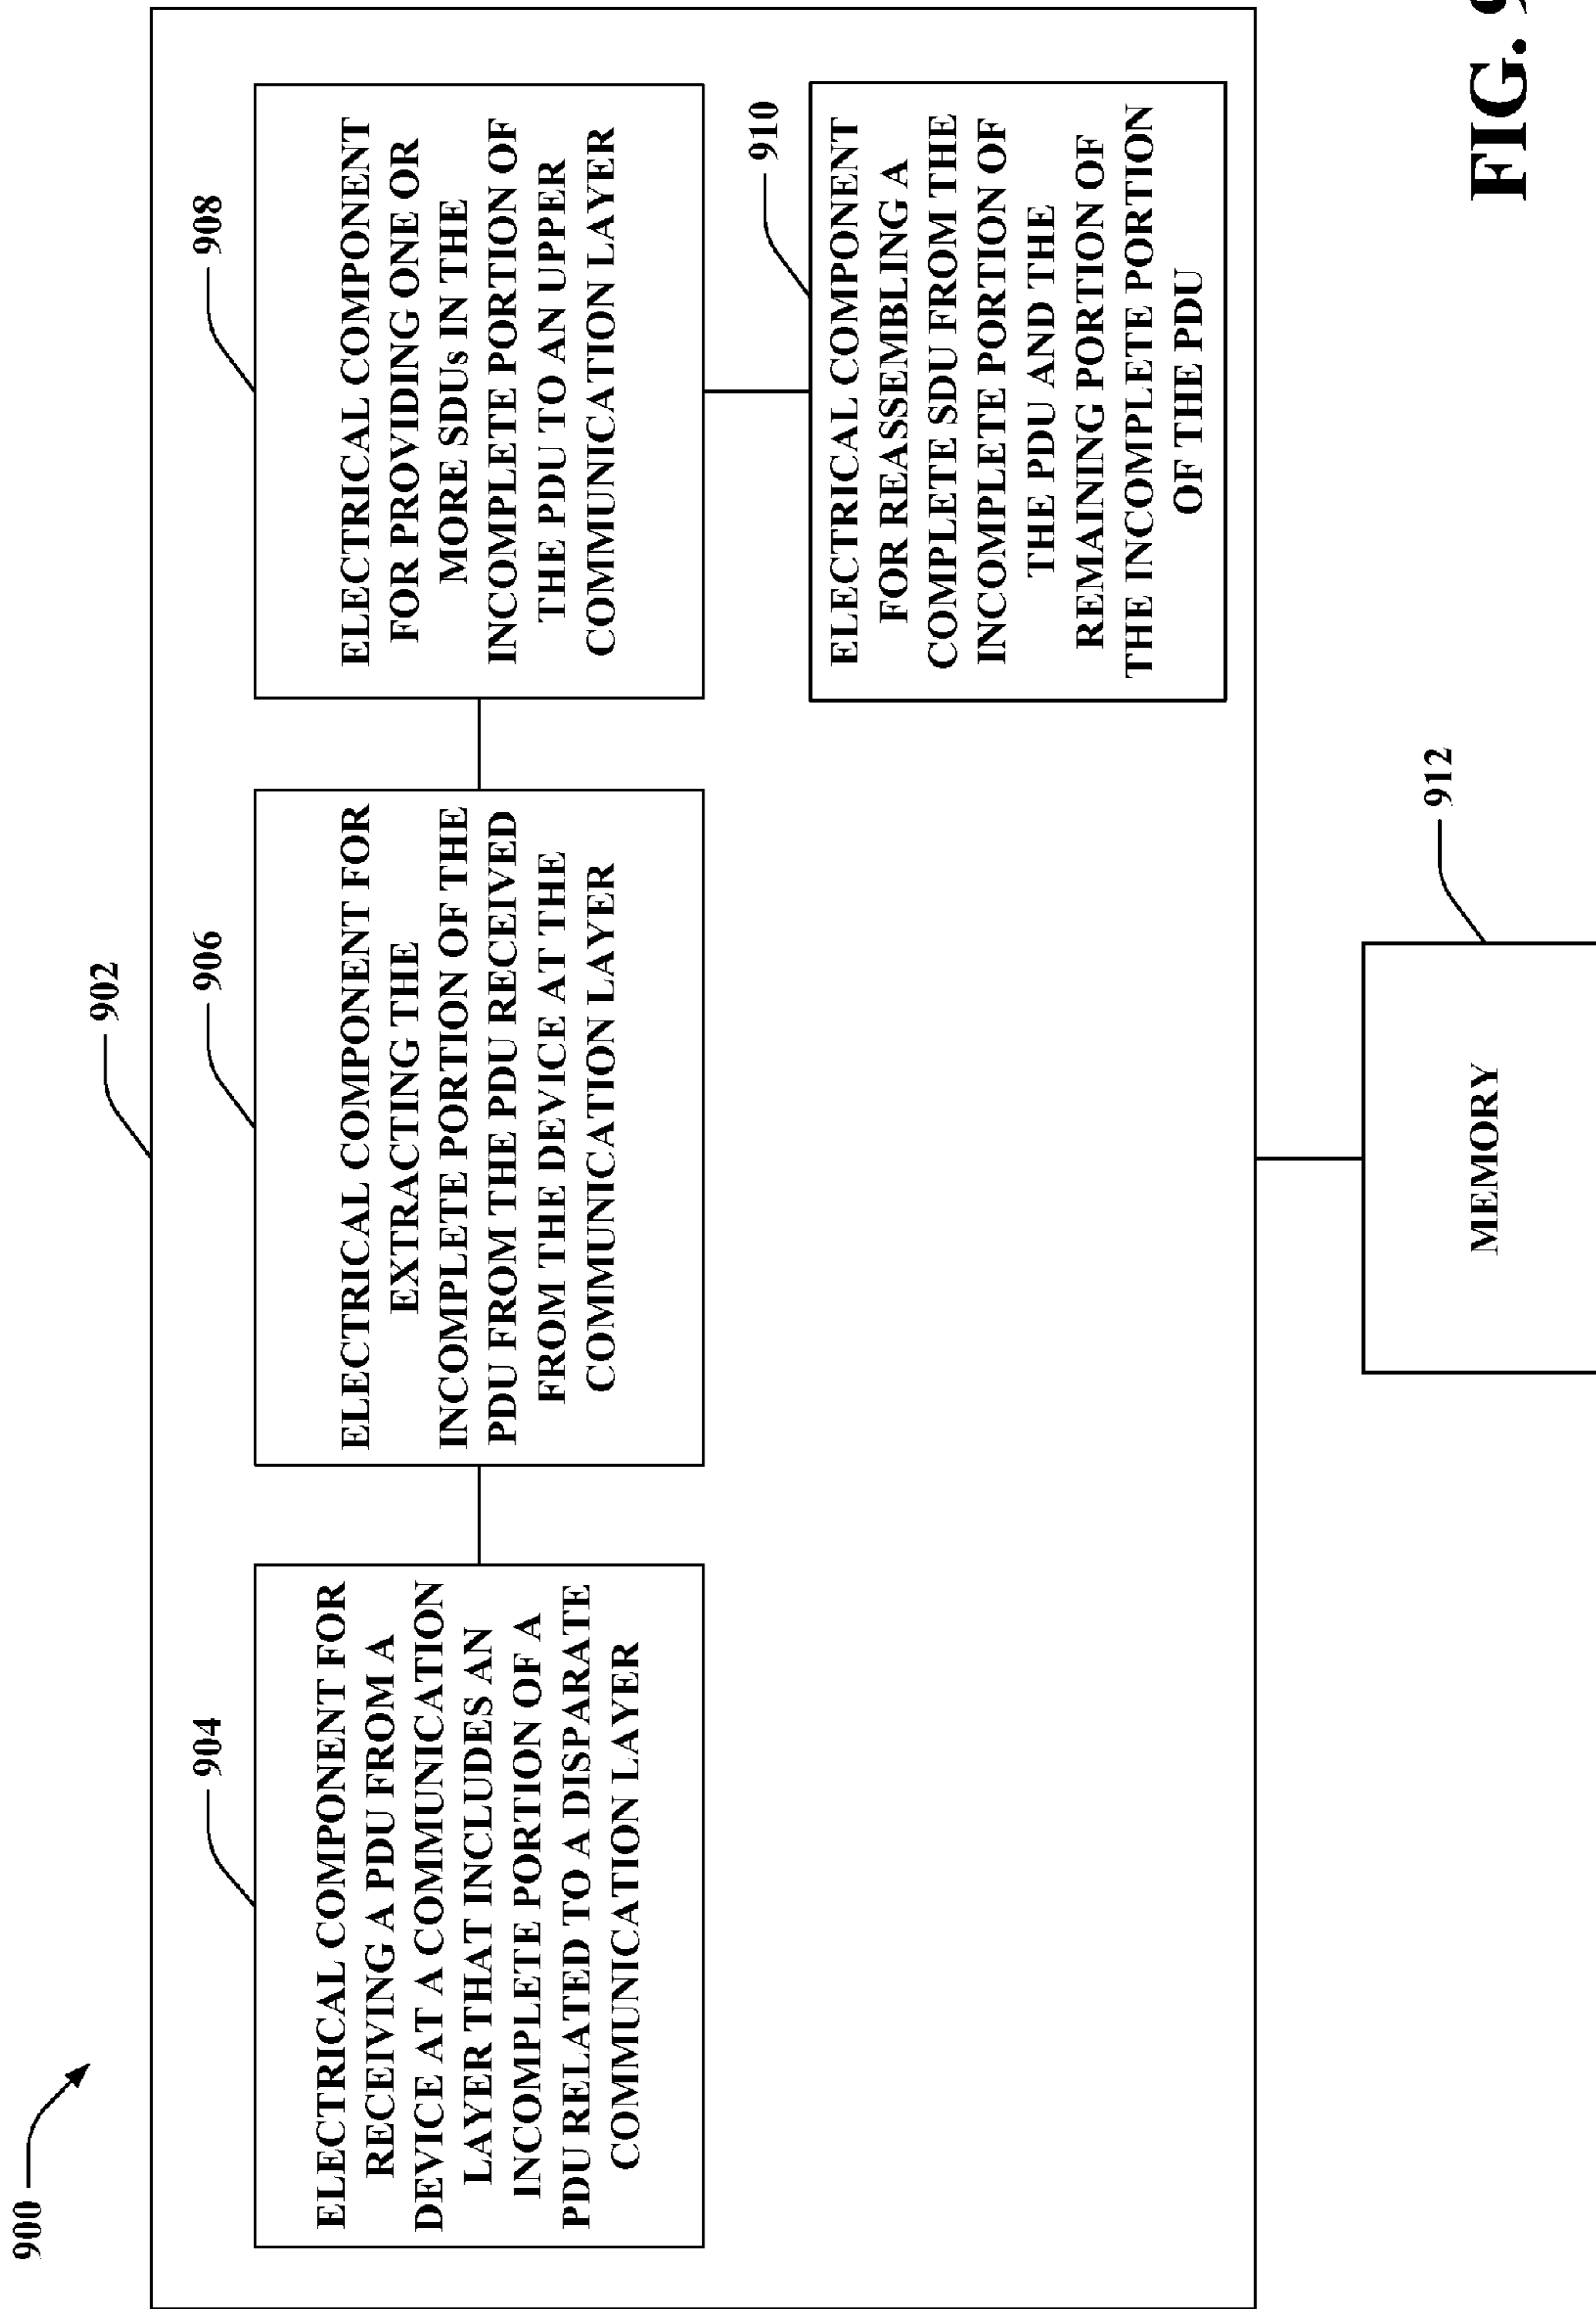 900
902
904
ELECTRICAL COMPONENT FOR
RECEIVING A PDU FROM A
DEVICE AT A COMMUNICATION
LAYER THAT INCLUDES AN
INCOMPLETE PORTION OF A
PDU RELATED TO A DISPARATE
COMMUNICATION LAYER
906
ELECTRICAL COMPONENT FOR
EXTRACTING THE
INCOMPLETE PORTION OF THE
PDU FROM THE PDU RECEIVED
FROM THE DEVICE AT THE
COMMUNICATION LAYER
908
ELECTRICAL COMPONENT
FOR PROVIDING ONE OR
MORE SDUs IN THE
INCOMPLETE PORTION OF
THE PDU TO AN UPPER
COMMUNICATION LAYER
910
ELECTRICAL COMPONENT
FOR REASSEMBLING A
COMPLETE SDU FROM THE
INCOMPLETE PORTION OF
THE PDU AND THE
REMAINING PORTION OF
THE INCOMPLETE PORTION
OF THE PDU
912
MEMORY
FIG. 9